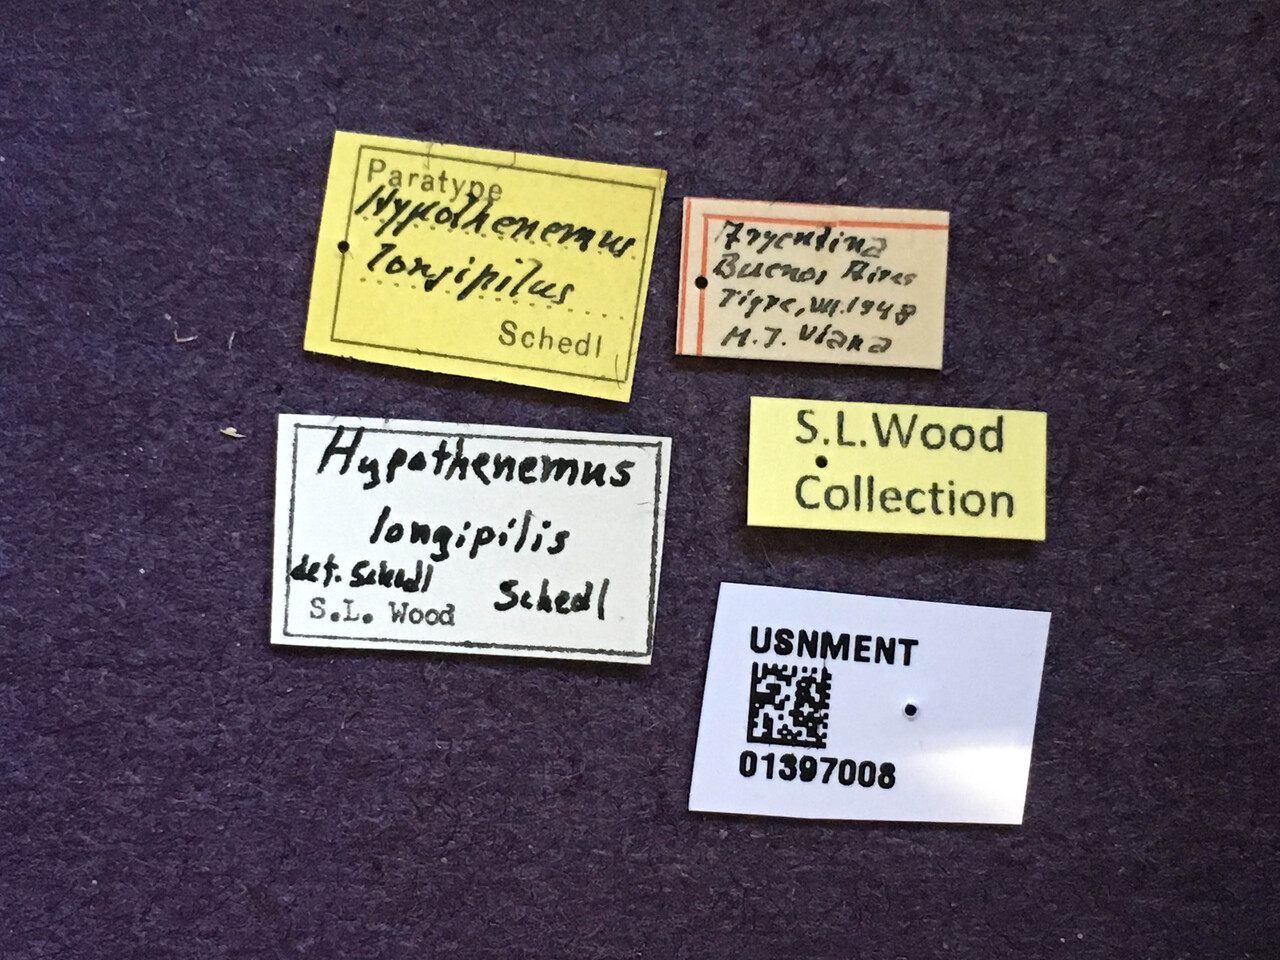 Paratype
Hypothenemus
longipilus
Schedl
Argentina
Buenos Aires
Tigre, VII.1948
M.J. Viana
Hypothenemus
longipilis
det. Schedl Schedl
S.L. Wood
S.L.Wood
Collection
USNMENT
01397008